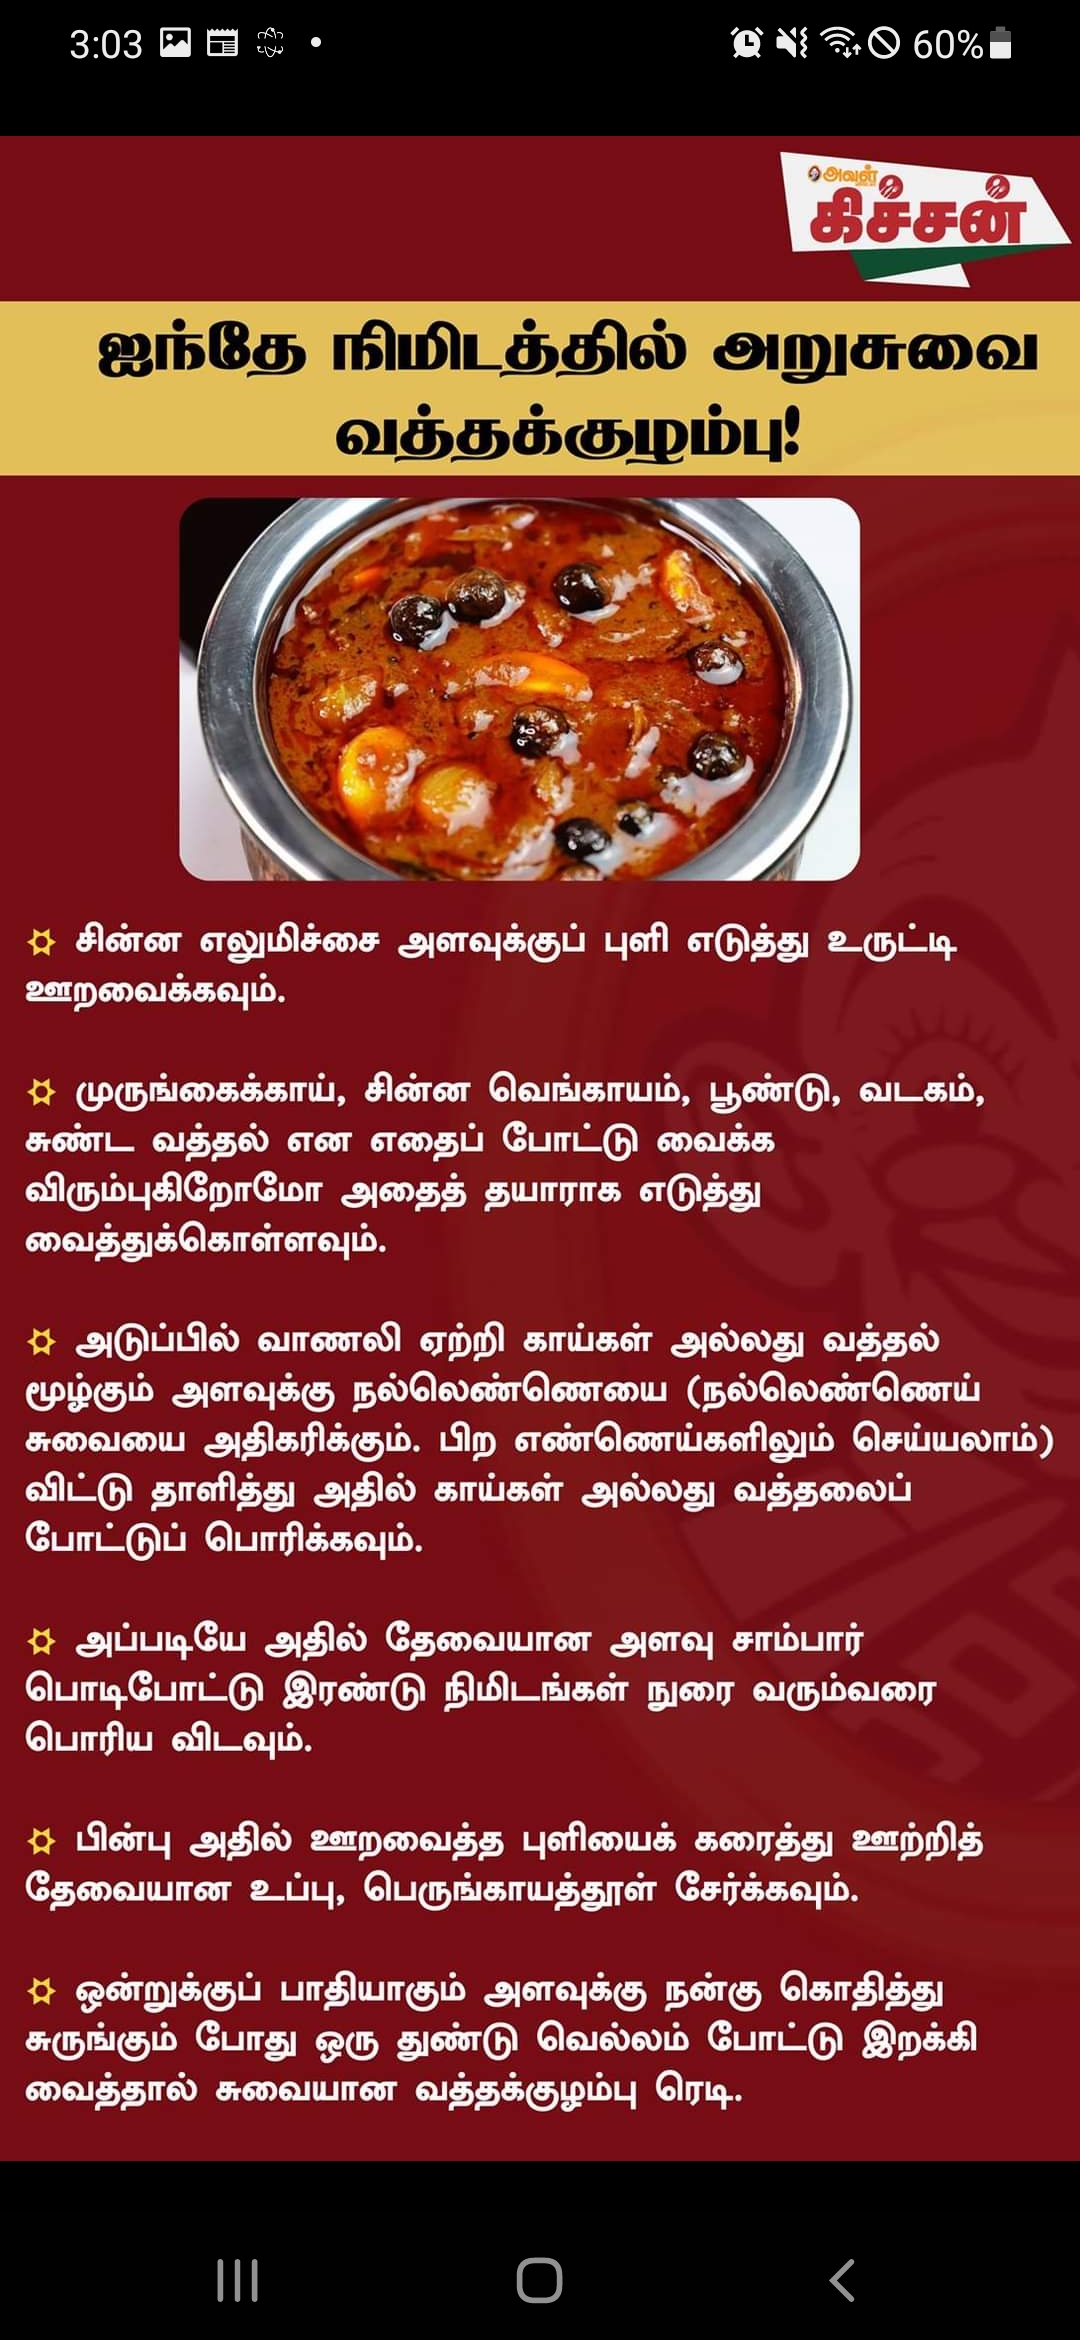 3:03
60%
அவள்
கிச்சன்
ஐந்தே நிமிடத்தில் அறுசுவை
வத்தக்குழம்பு!
சின்ன எலுமிச்சை அளவுக்குப் புளி எடுத்து உருட்டி
ஊறவைக்கவும்.
முருங்கைக்காய், சின்ன வெங்காயம், பூண்டு, வடகம்,
சுண்ட வத்தல் என எதைப் போட்டு வைக்க
விரும்புகிறோமோ அதைத் தயாராக எடுத்து
வைத்துக்கொள்ளவும்.
அடுப்பில் வாணலி ஏற்றி காய்கள் அல்லது வத்தல்
மூழ்கும் அளவுக்கு நல்லெண்ணெயை (நல்லெண்ணெய்
சுவையை அதிகரிக்கும். பிற எண்ணெய்களிலும் செய்யலாம்)
விட்டு தாளித்து அதில் காய்கள் அல்லது வத்தலைப்
போட்டுப் பொரிக்கவும்.
அப்படியே அதில் தேவையான அளவு சாம்பார்
பொடிபோட்டு இரண்டு நிமிடங்கள் நுரை வரும்வரை
பொரிய விடவும்.
பின்பு அதில் ஊறவைத்த புளியைக் கரைத்து ஊற்றித்
தேவையான உப்பு, பெருங்காயத்தூள் சேர்க்கவும்.
ஒன்றுக்குப் பாதியாகும் அளவுக்கு நன்கு கொதித்து
சுருங்கும் போது ஒரு துண்டு வெல்லம் போட்டு இறக்கி
வைத்தால் சுவையான வத்தக்குழம்பு ரெடி.